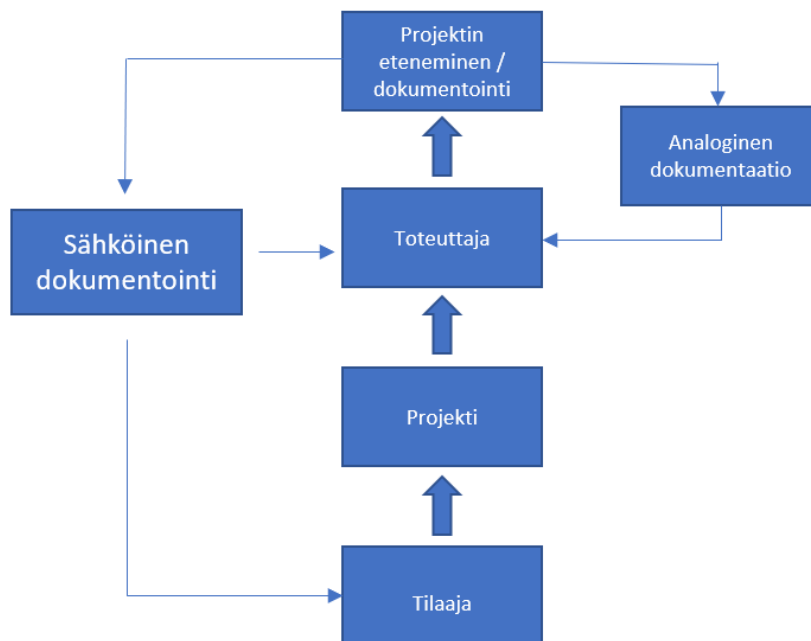 Projektin
eteneminen /
dokumentointi
Analoginen
dokumentaatio
Sähköinen
dokumentointi
Toteuttaja
Projekti
Tilaaja